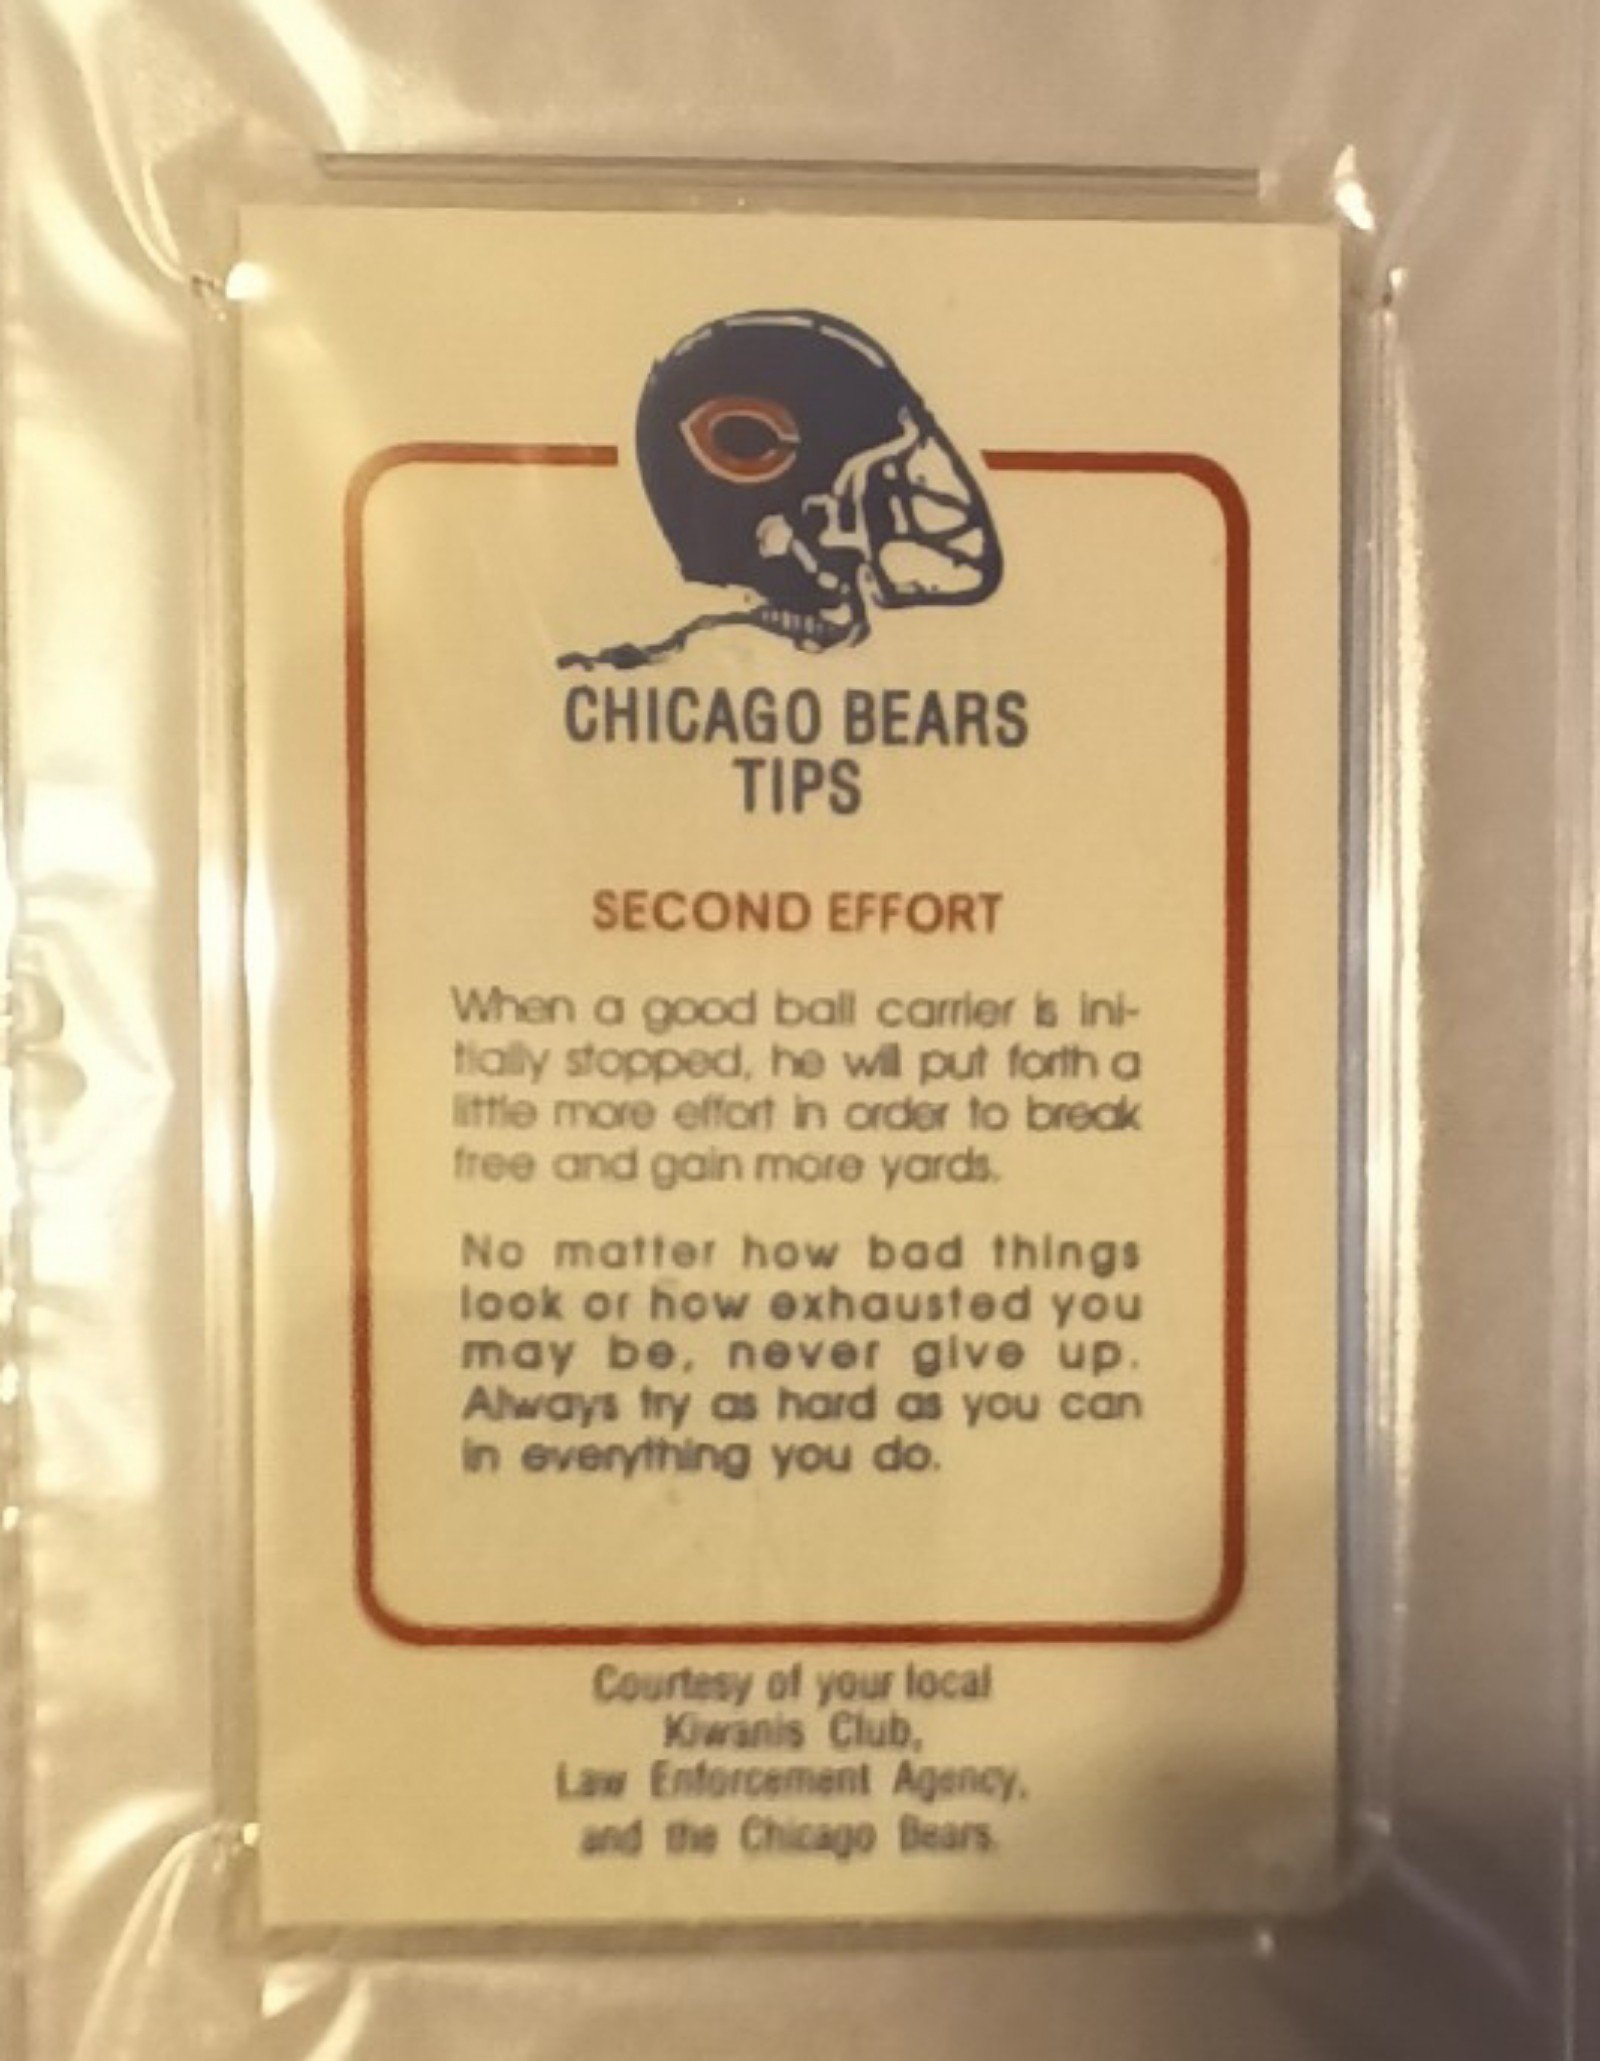 CHICAGO BEARS
TIPS
SECOND EFFORT
When a good ball carrier is ini-
tially stopped, he will put forth a
little more effort in order to break
free and gain more yards.
No matter how bad things
look or how exhausted you
may be, never give up.
Always try as hard as you can
in everything you do.
Courtesy of your local
Kiwanis Club,
Law Enforcement Agency,
and the Chicago Bears.